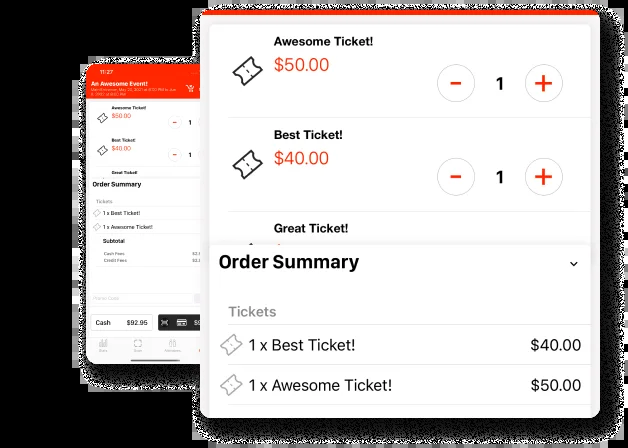 11:27
An Awesome Event!
Awesome Ticket!
$50.00
1
Best Ticket!
$40.00
1
Great Ticket!
Order Summary
Tickets
1 x Best Ticket!
1 x Awesome Ticket!
Subtotal
Cash Fees
Credit Fees
Cash $92.95
Awesome Ticket!
$50.00
- 1 +
Best Ticket!
$40.00
- 1 +
Great Ticket!
Order Summary
Tickets
1 x Best Ticket! $40.00
1 x Awesome Ticket! $50.00